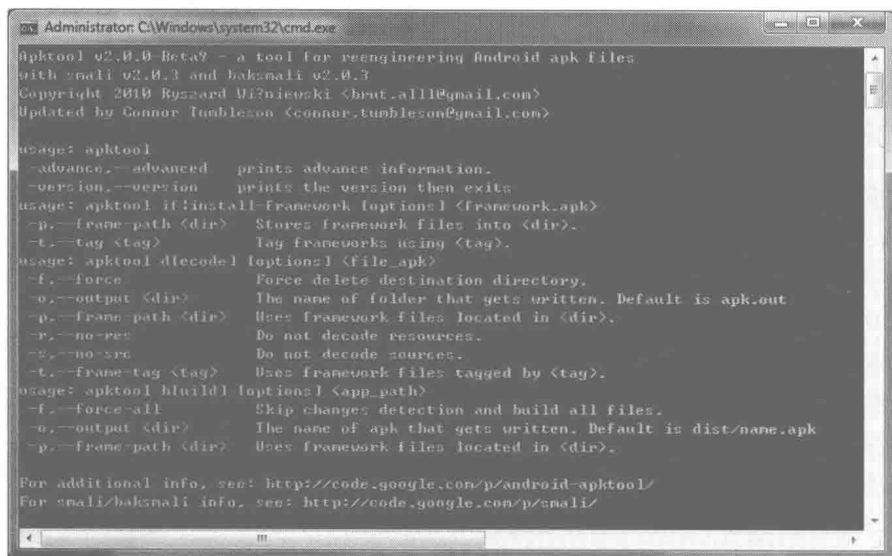 Administrator: C:\Windows\system32\cmd.exe
Apktool v2.0.0-Beta9 - a tool for reengineering Android apk files
with smali v2.0.3 and baksmali v2.0.3
Copyright 2010 Ryszard Wi?niewski <brut.alll@gmail.com>
Updated by Connor Tumbleson <connor.tumbleson@gmail.com>
usage: apktool
-advance,--advanced prints advance information.
-version,--version prints the version then exits
usage: apktool if|install-framework [options] <framework.apk>
-p,--frame-path <dir> Stores framework files into <dir>.
-t,--tag <tag> Tag frameworks using <tag>.
usage: apktool d[ecode] [options] <file_apk>
-f,--force Force delete destination directory.
-o,--output <dir> The name of folder that gets written. Default is apk.out
-p,--frame-path <dir> Uses framework files located in <dir>.
-r,--no-res Do not decode resources.
-s,--no-src Do not decode sources.
-t,--frame-tag <tag> Uses framework files tagged by <tag>.
usage: apktool b[uild] [options] <app_path>
-f,--force-all Skip changes detection and build all files.
-o,--output <dir> The name of apk that gets written. Default is dist/name.apk
-p,--frame-path <dir> Uses framework files located in <dir>.
For additional info, see: http://code.google.com/p/android-apktool/
For smali/baksmali info, see: http://code.google.com/p/smali/